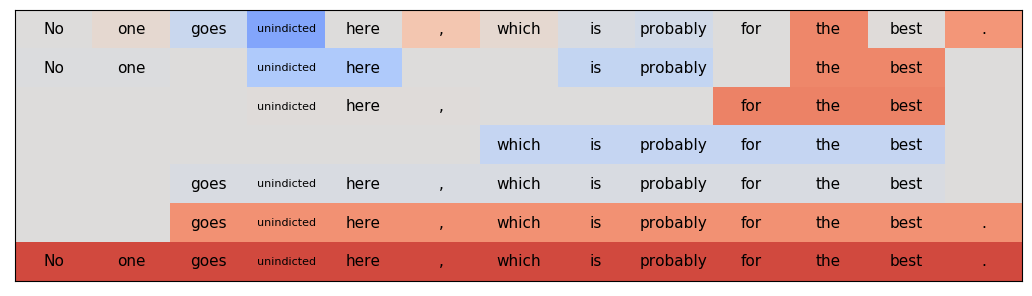 No one goes unindicted here , which is probably for the best .
No one unindicted here is probably the best
unindicted here , for the best
which is probably for the best
goes unindicted here , which is probably for the best
goes unindicted here , which is probably for the best .
No one goes unindicted here , which is probably for the best .